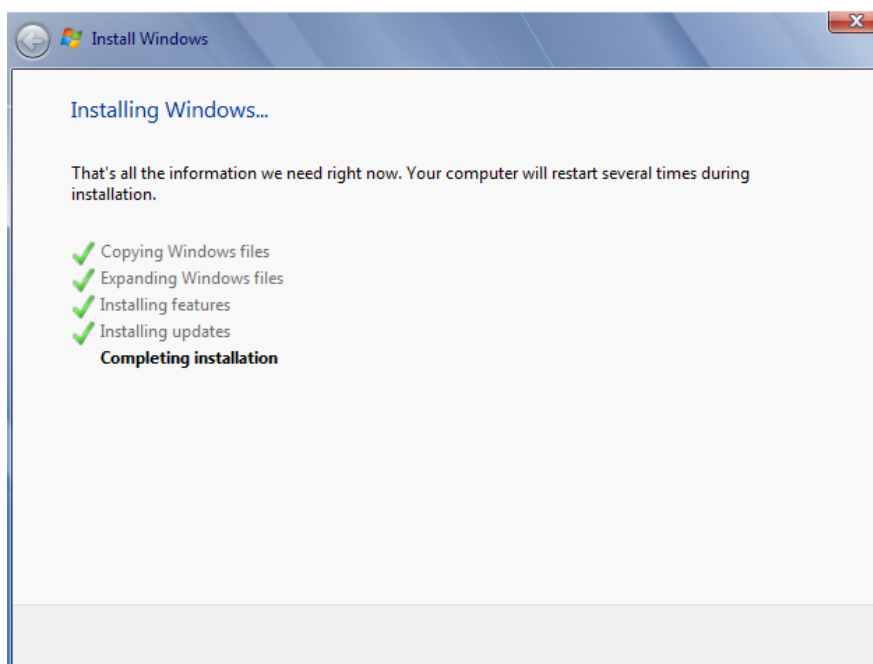 Install Windows
Installing Windows...
That's all the information we need right now. Your computer will restart several times during
installation.
Copying Windows files
Expanding Windows files
Installing features
Installing updates
Completing installation